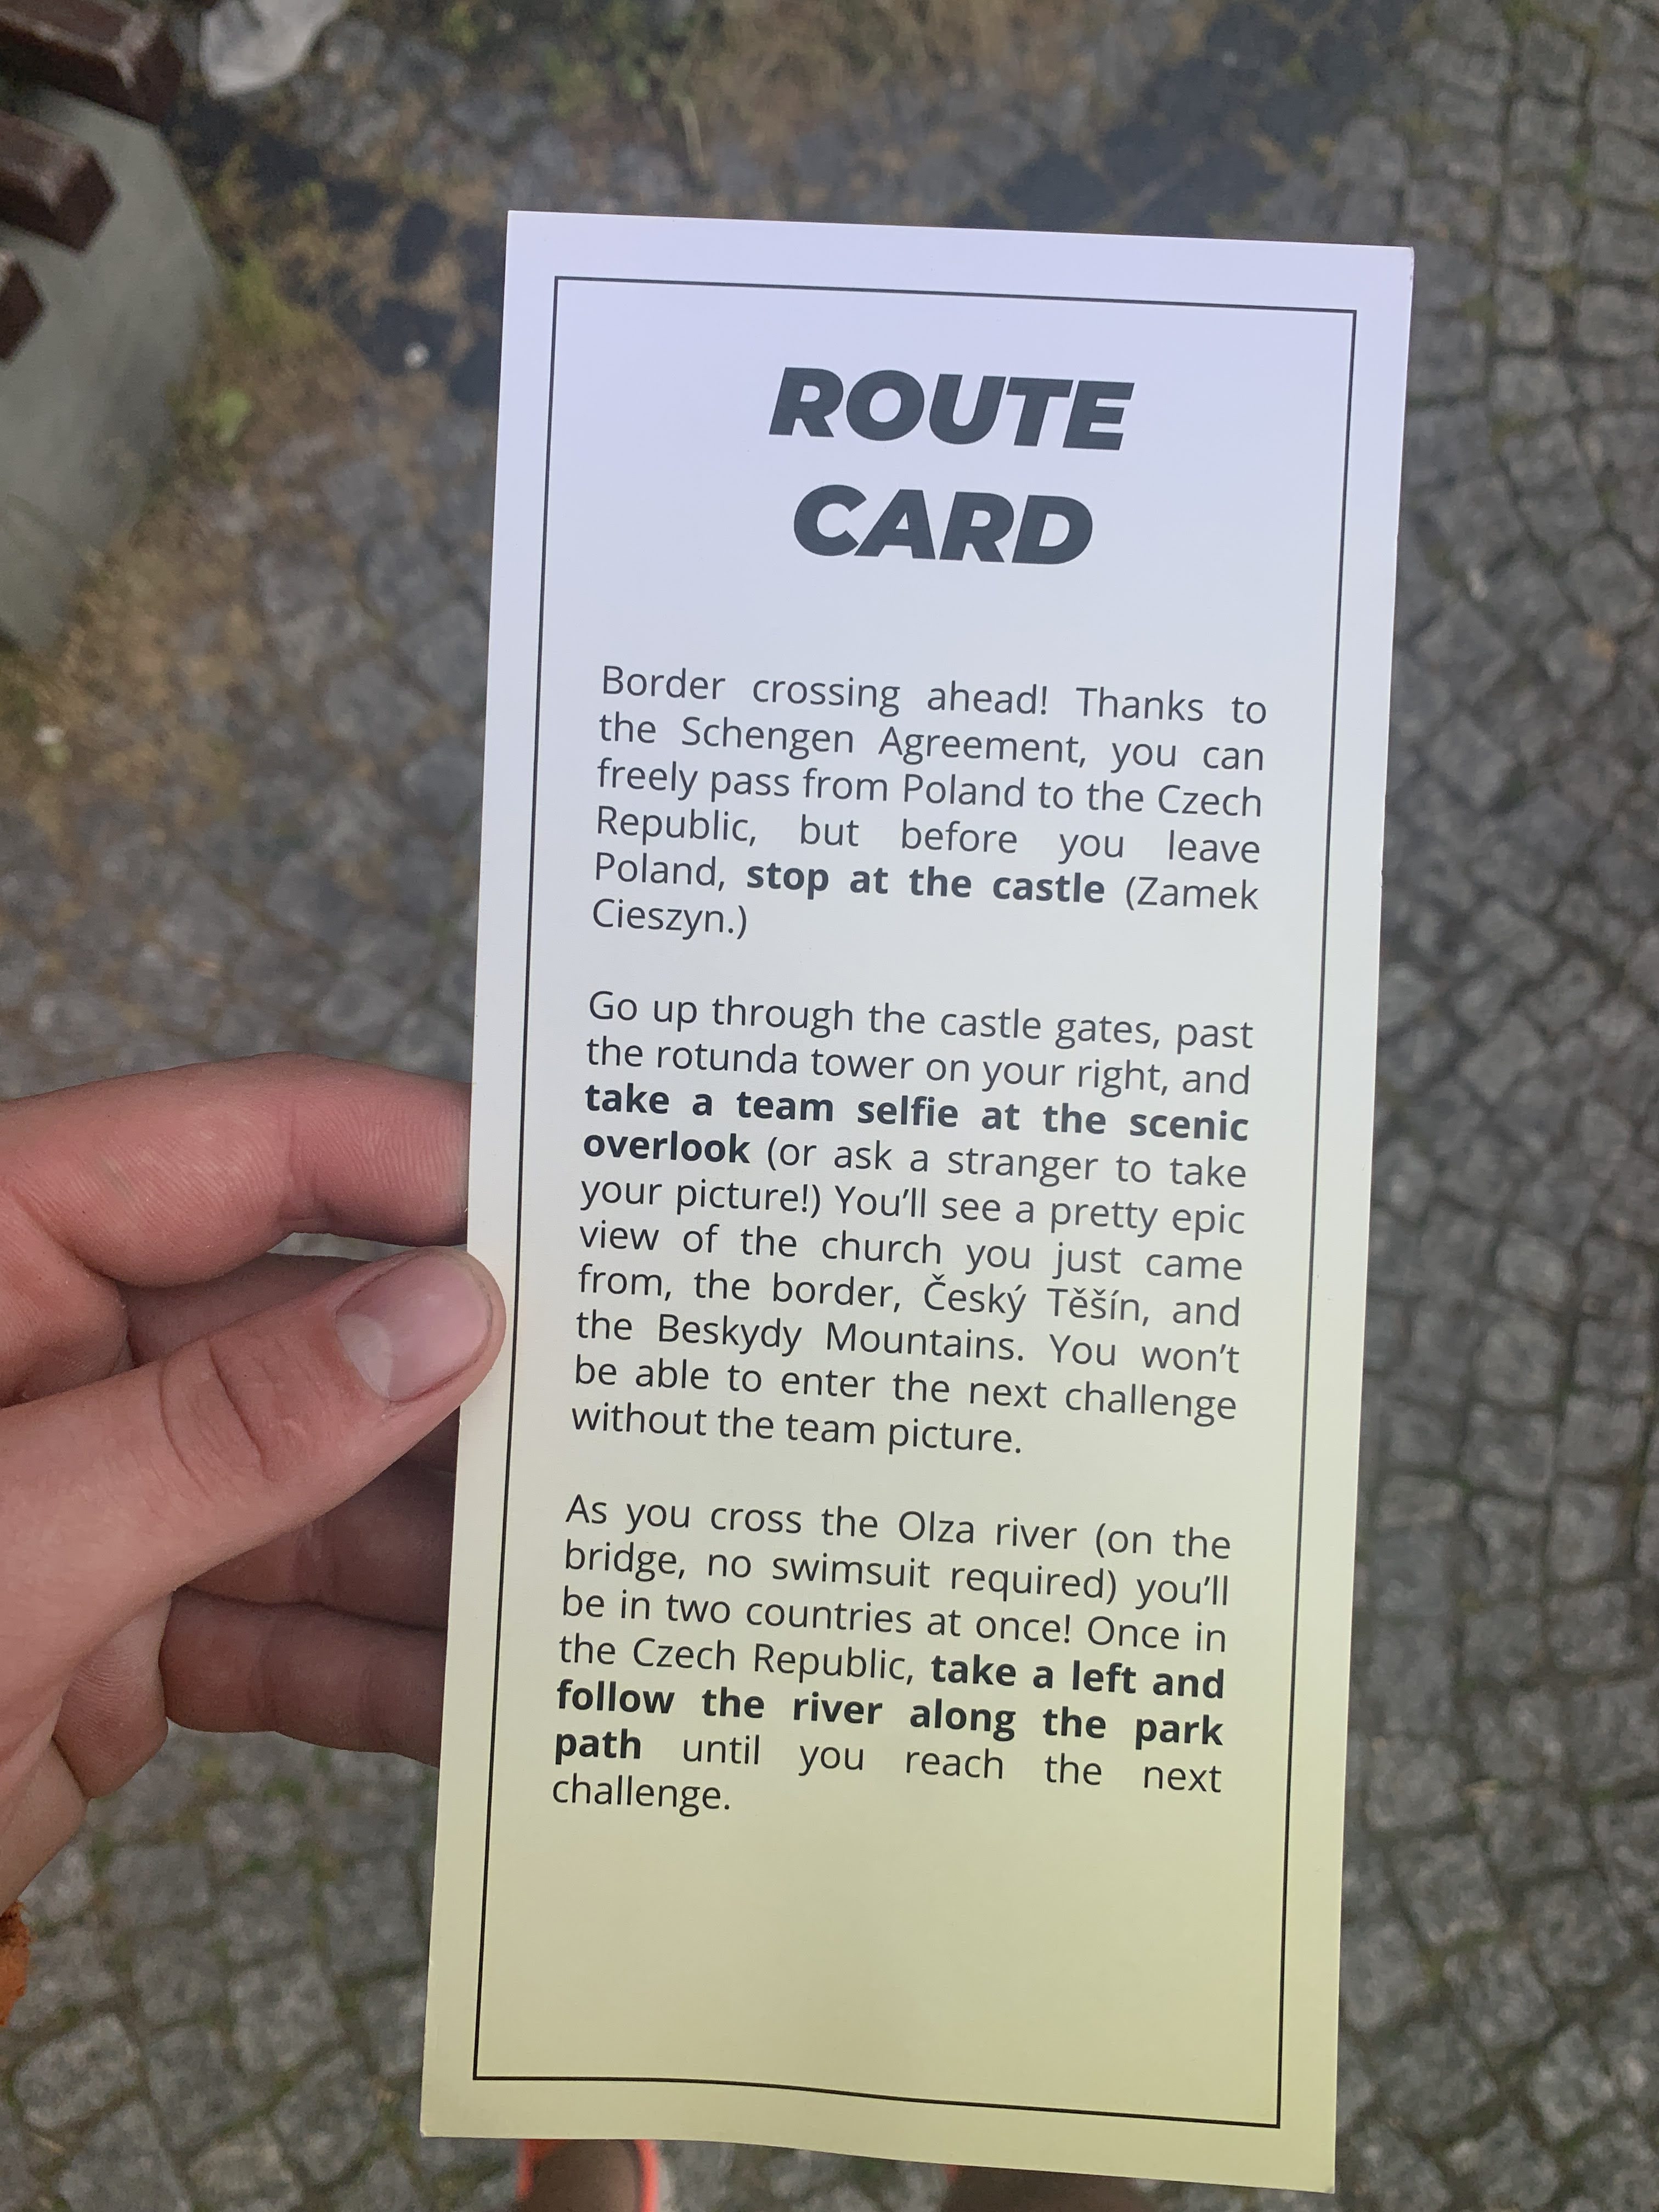 ROUTE
CARD
Border crossing ahead! Thanks to
the Schengen Agreement, you can
freely pass from Poland to the Czech
Republic, but before you leave
Poland, stop at the castle (Zamek
Cieszyn.)
Go up through the castle gates, past
the rotunda tower on your right, and
take a team selfie at the scenic
overlook (or ask a stranger to take
your picture!) You’ll see a pretty epic
view of the church you just came
from, the border, Český Těšín, and
the Beskydy Mountains. You won’t
be able to enter the next challenge
without the team picture.
As you cross the Olza river (on the
bridge, no swimsuit required) you’ll
be in two countries at once! Once in
the Czech Republic, take a left and
follow the river along the park
path until you reach the next
challenge.